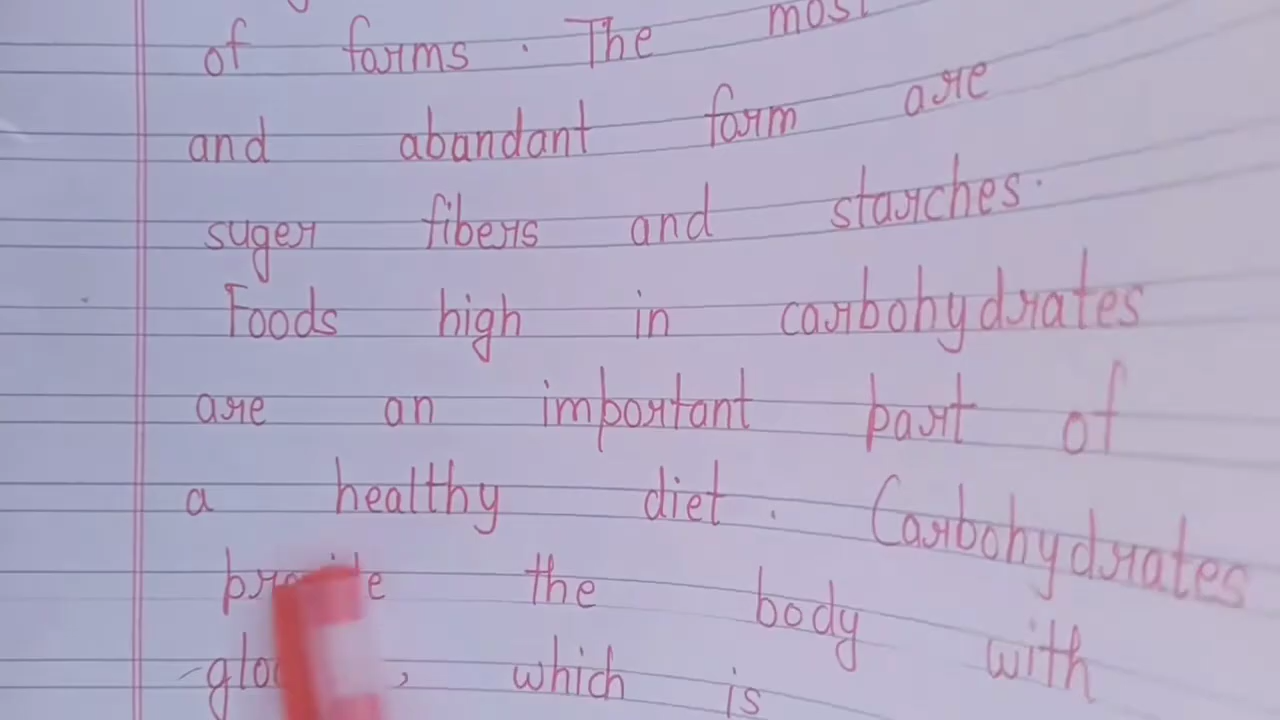 of forms. The most
and abandant form are
suger fibers and starches.
Foods high in carbohydrates
are an important part of
a healthy diet. Carbohydrates
the body with
, which is